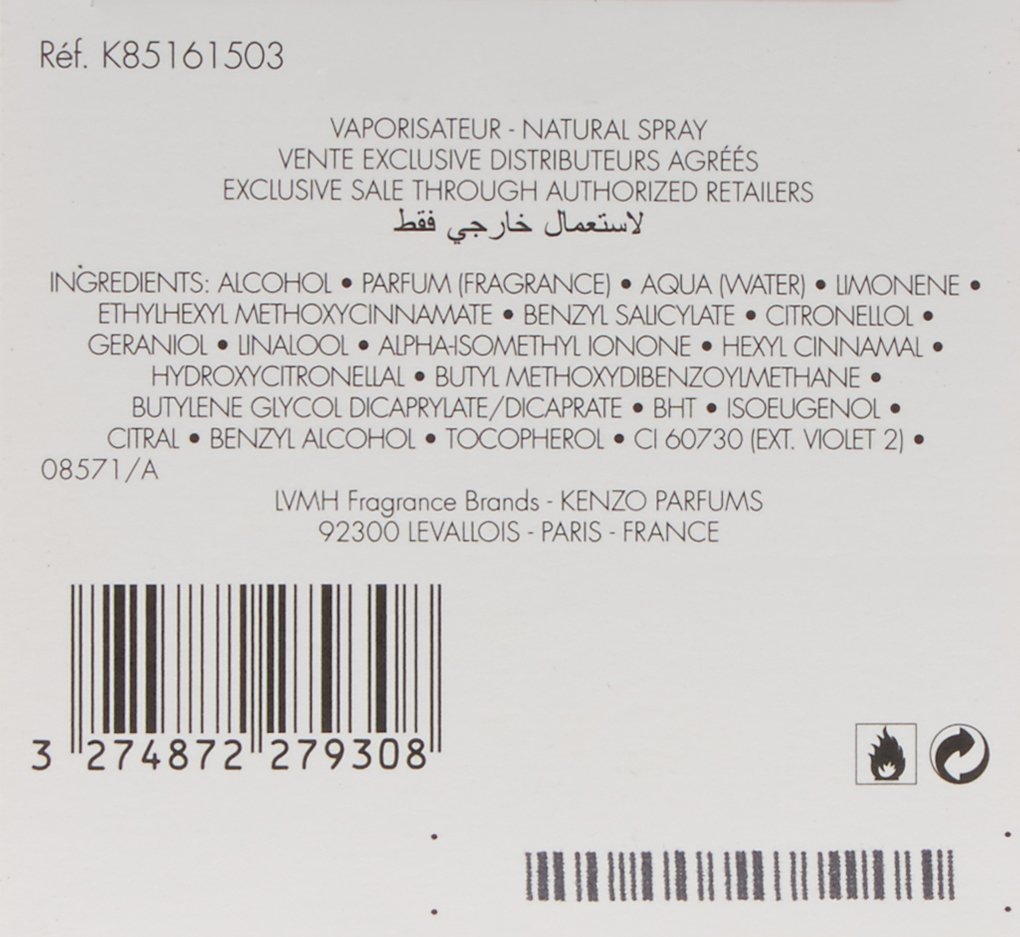 Réf. K85161503
VAPORISATEUR - NATURAL SPRAY
VENTE EXCLUSIVE DISTRIBUTEURS AGRÉÉS
EXCLUSIVE SALE THROUGH AUTHORIZED RETAILERS
لاستعمال خارجي فقط
INGREDIENTS: ALCOHOL • PARFUM (FRAGRANCE) • AQUA (WATER) • LIMONENE •
ETHYLHEXYL METHOXYCINNAMATE • BENZYL SALICYLATE • CITRONELLOL •
GERANIOL • LINALOOL • ALPHA-ISOMETHYL IONONE • HEXYL CINNAMAL •
HYDROXYCITRONELLAL • BUTYL METHOXYDIBENZOYLMETHANE •
BUTYLENE GLYCOL DICAPRYLATE/DICAPRATE • BHT • ISOEUGENOL •
CITRAL • BENZYL ALCOHOL • TOCOPHEROL • CI 60730 (EXT. VIOLET 2) •
08571/A
LVMH Fragrance Brands - KENZO PARFUMS
92300 LEVALLOIS - PARIS - FRANCE
3 274872 279308